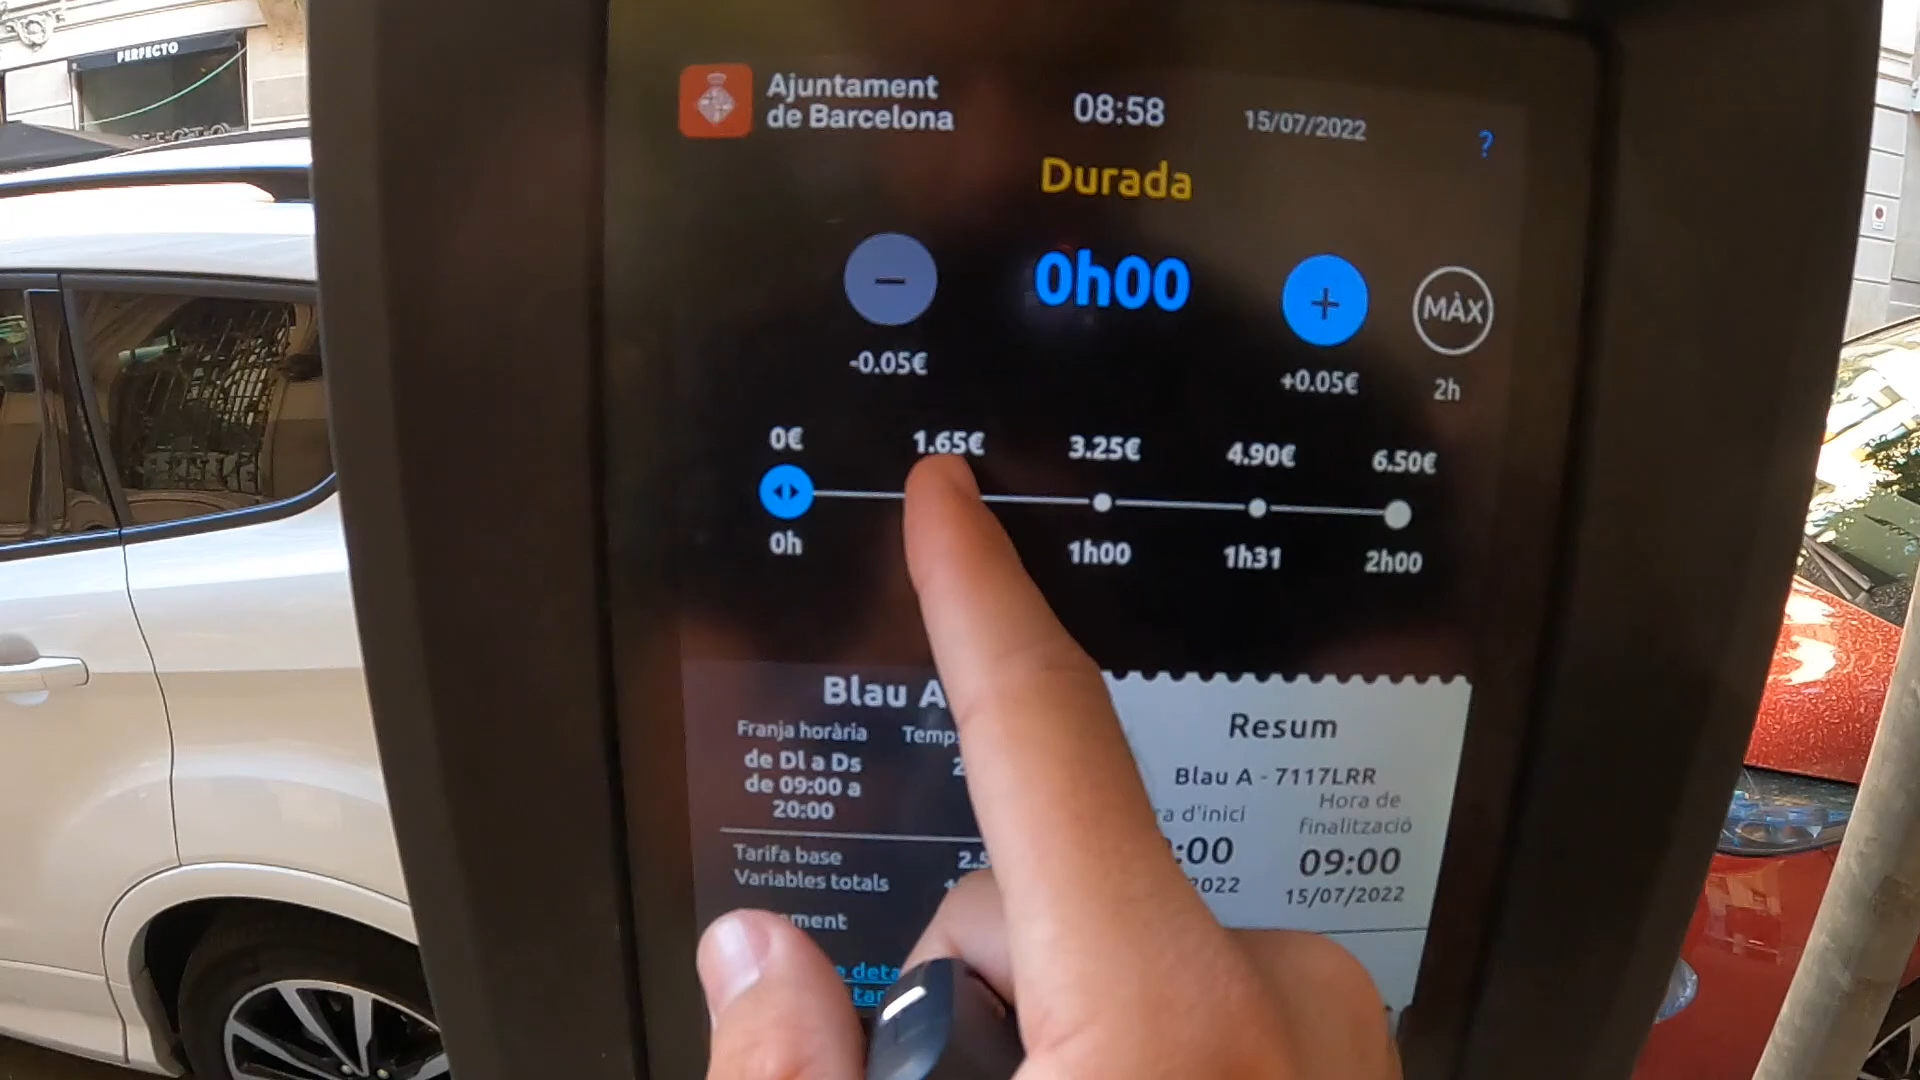 PERFECTO
Ajuntament
de Barcelona
08:58
15/07/2022
?
Durada
−
0h00
+
MÀX
-0.05€
+0.05€
2h
0€
1.65€
3.25€
4.90€
6.50€
0h
1h00
1h31
2h00
Blau A
Franja horària
de Dl a Ds
de 09:00 a
20:00
Tarifa base
Variables totals
Resum
Blau A - 7117LRR
d'inici
Hora de
finalització
09:00
15/07/2022